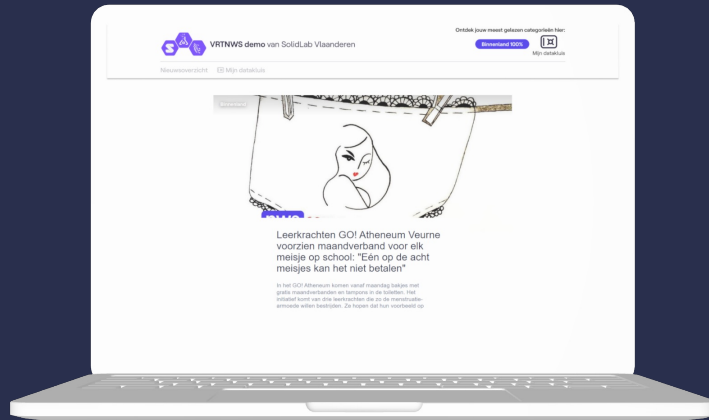 VRTNWS demo van SolidLab Vlaanderen
Ontdek jouw meest gelezen categorieën hier:
Binnenland 100%
Mijn datakluis
Nieuwsoverzicht
Mijn datakluis
Binnenland
nws
Leerkrachten GO! Atheneum Veurne
voorzien maandverband voor elk
meisje op school: "Eén op de acht
meisjes kan het niet betalen"
In het GO! Atheneum komen vanaf maandag bakjes met
gratis maandverbanden en tampons in de toiletten. Het
initiatief komt van drie leerkrachten die zo de menstruatie-
armoede willen bestrijden. Ze hopen dat hun voorbeeld op